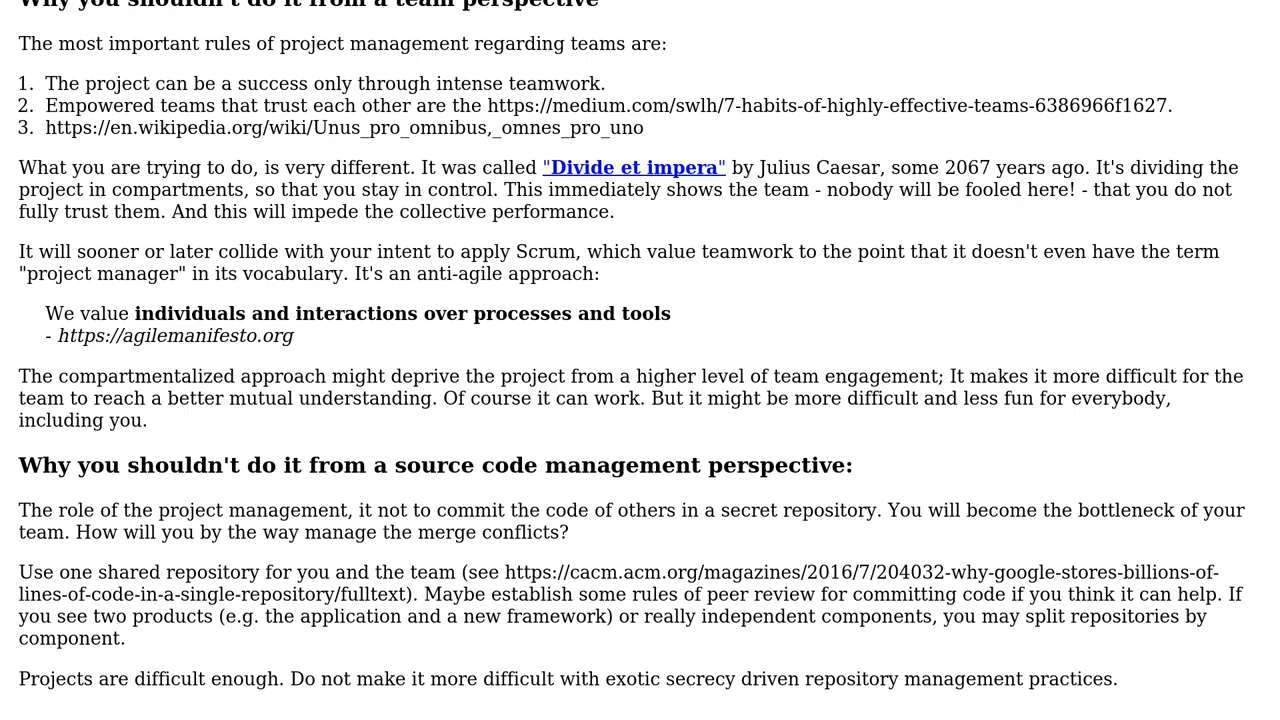 Why you shouldn't do it from a team perspective
The most important rules of project management regarding teams are:
1. The project can be a success only through intense teamwork.
2. Empowered teams that trust each other are the https://medium.com/swlh/7-habits-of-highly-effective-teams-6386966f1627.
3. https://en.wikipedia.org/wiki/Unus_pro_omnibus,_omnes_pro_uno
What you are trying to do, is very different. It was called "Divide et impera" by Julius Caesar, some 2067 years ago. It's dividing the
project in compartments, so that you stay in control. This immediately shows the team - nobody will be fooled here! - that you do not
fully trust them. And this will impede the collective performance.
It will sooner or later collide with your intent to apply Scrum, which value teamwork to the point that it doesn't even have the term
"project manager" in its vocabulary. It's an anti-agile approach:
We value individuals and interactions over processes and tools
- https://agilemanifesto.org
The compartmentalized approach might deprive the project from a higher level of team engagement; It makes it more difficult for the
team to reach a better mutual understanding. Of course it can work. But it might be more difficult and less fun for everybody,
including you.
Why you shouldn't do it from a source code management perspective:
The role of the project management, it not to commit the code of others in a secret repository. You will become the bottleneck of your
team. How will you by the way manage the merge conflicts?
Use one shared repository for you and the team (see https://cacm.acm.org/magazines/2016/7/204032-why-google-stores-billions-of-
lines-of-code-in-a-single-repository/fulltext). Maybe establish some rules of peer review for committing code if you think it can help. If
you see two products (e.g. the application and a new framework) or really independent components, you may split repositories by
component.
Projects are difficult enough. Do not make it more difficult with exotic secrecy driven repository management practices.